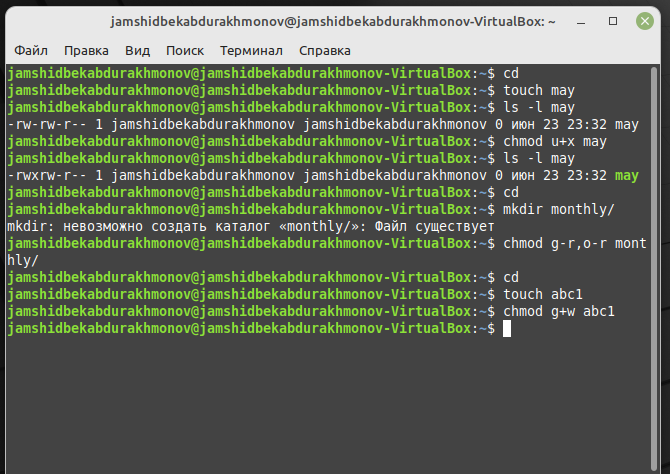 jamshidbekabdurakhmonov@jamshidbekabdurakhmonov-VirtualBox: ~
Файл Правка Вид Поиск Терминал Справка
jamshidbekabdurakhmonov@jamshidbekabdurakhmonov-VirtualBox:~$ cd
jamshidbekabdurakhmonov@jamshidbekabdurakhmonov-VirtualBox:~$ touch may
jamshidbekabdurakhmonov@jamshidbekabdurakhmonov-VirtualBox:~$ ls -l may
-rw-rw-r-- 1 jamshidbekabdurakhmonov jamshidbekabdurakhmonov 0 июн 23 23:32 may
jamshidbekabdurakhmonov@jamshidbekabdurakhmonov-VirtualBox:~$ chmod u+x may
jamshidbekabdurakhmonov@jamshidbekabdurakhmonov-VirtualBox:~$ ls -l may
-rwxrw-r-- 1 jamshidbekabdurakhmonov jamshidbekabdurakhmonov 0 июн 23 23:32 may
jamshidbekabdurakhmonov@jamshidbekabdurakhmonov-VirtualBox:~$ cd
jamshidbekabdurakhmonov@jamshidbekabdurakhmonov-VirtualBox:~$ mkdir monthly/
mkdir: невозможно создать каталог «monthly/»: Файл существует
jamshidbekabdurakhmonov@jamshidbekabdurakhmonov-VirtualBox:~$ chmod g-r,o-r mont
hly/
jamshidbekabdurakhmonov@jamshidbekabdurakhmonov-VirtualBox:~$ cd
jamshidbekabdurakhmonov@jamshidbekabdurakhmonov-VirtualBox:~$ touch abc1
jamshidbekabdurakhmonov@jamshidbekabdurakhmonov-VirtualBox:~$ chmod g+w abc1
jamshidbekabdurakhmonov@jamshidbekabdurakhmonov-VirtualBox:~$